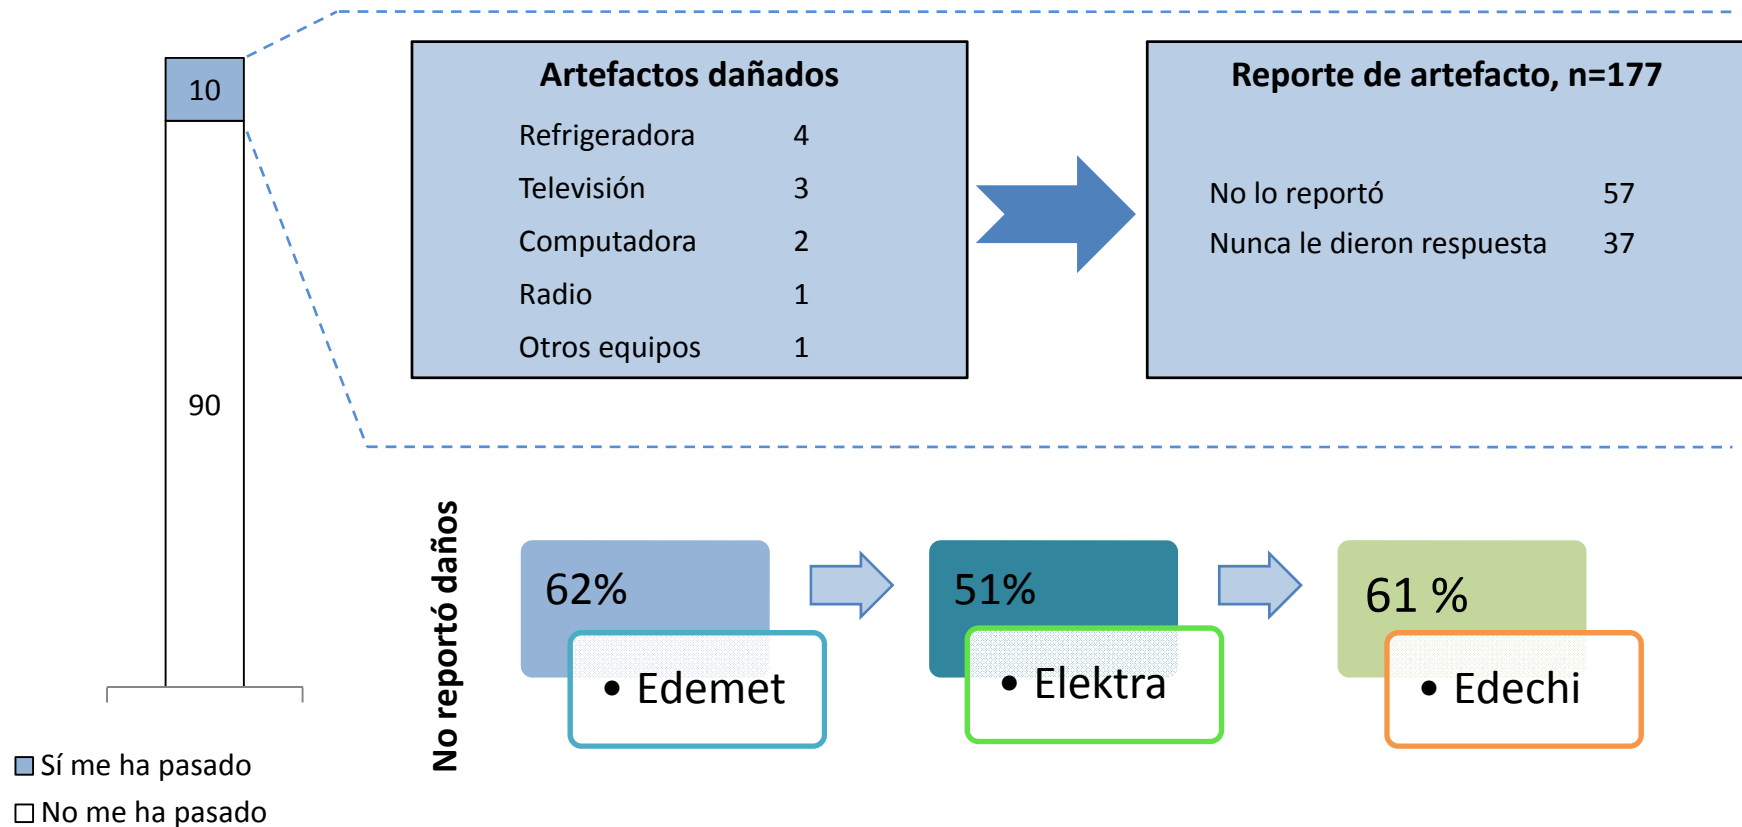 10
90
Sí me ha pasado
No me ha pasado
Artefactos dañados
Refrigeradora 4
Televisión 3
Computadora 2
Radio 1
Otros equipos 1
Reporte de artefacto, n=177
No lo reportó 57
Nunca le dieron respuesta 37
No reportó daños
62%
• Edemet
51%
• Elektra
61 %
• Edechi